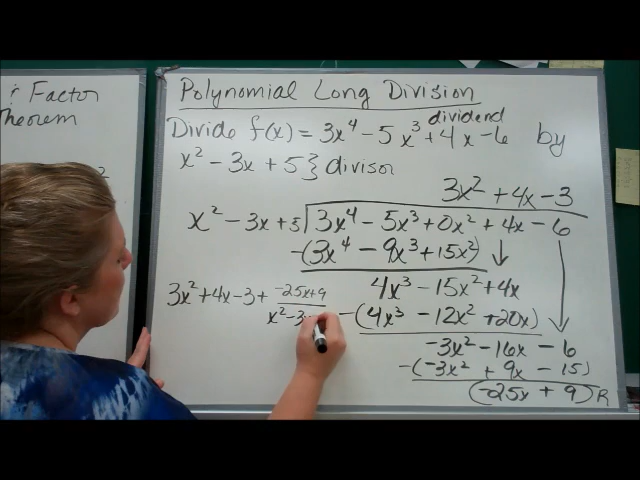 : Factor
Theorem
2
Polynomial Long Division
dividend
Divide f(x) = 3x⁴ - 5x³ + 4x - 6 by
x² - 3x + 5 } divisor
3x² + 4x - 3
x² - 3x + 5 ) 3x⁴ - 5x³ + 0x² + 4x - 6
-(3x⁴ - 9x³ + 15x²)
4x³ - 15x² + 4x
-(4x³ - 12x² + 20x)
-3x² - 16x - 6
-(-3x² + 9x - 15)
(-25x + 9) R
3x² + 4x - 3 + -25x+9
x² - 3